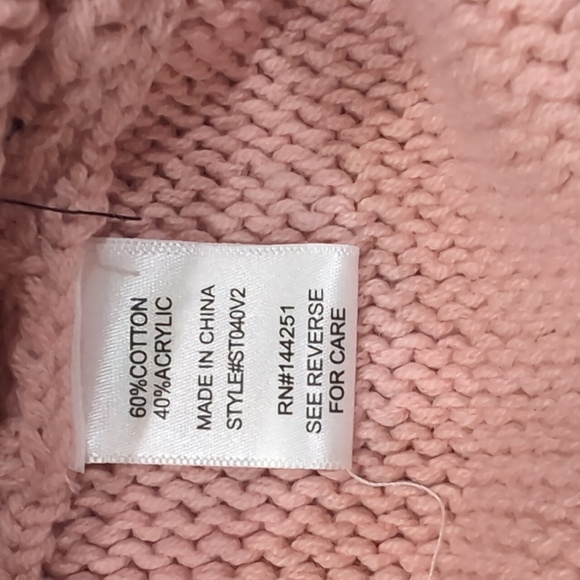 60%COTTON
40%ACRYLIC
MADE IN CHINA
STYLE#ST040V2
RN#144251
SEE REVERSE
FOR CARE